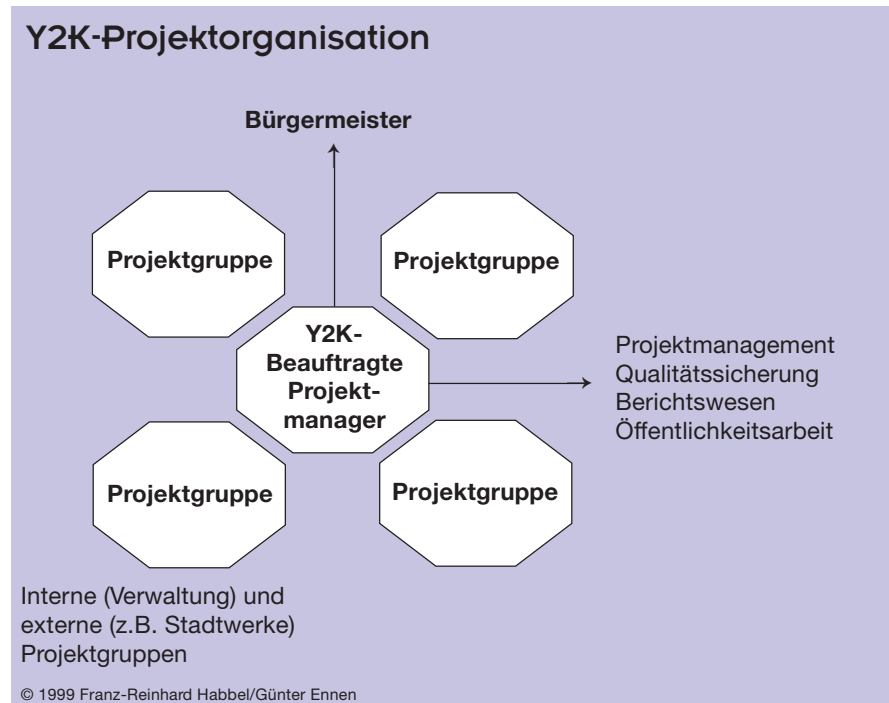 Y2K-Projektorganisation
Bürgermeister
Projektgruppe
Projektgruppe
Y2K-
Beauftragte
Projekt-
manager
Projektmanagement
Qualitätssicherung
Berichtswesen
Öffentlichkeitsarbeit
Projektgruppe
Projektgruppe
Interne (Verwaltung) und
externe (z.B. Stadtwerke)
Projektgruppen
© 1999 Franz-Reinhard Habbel/Günter Ennen